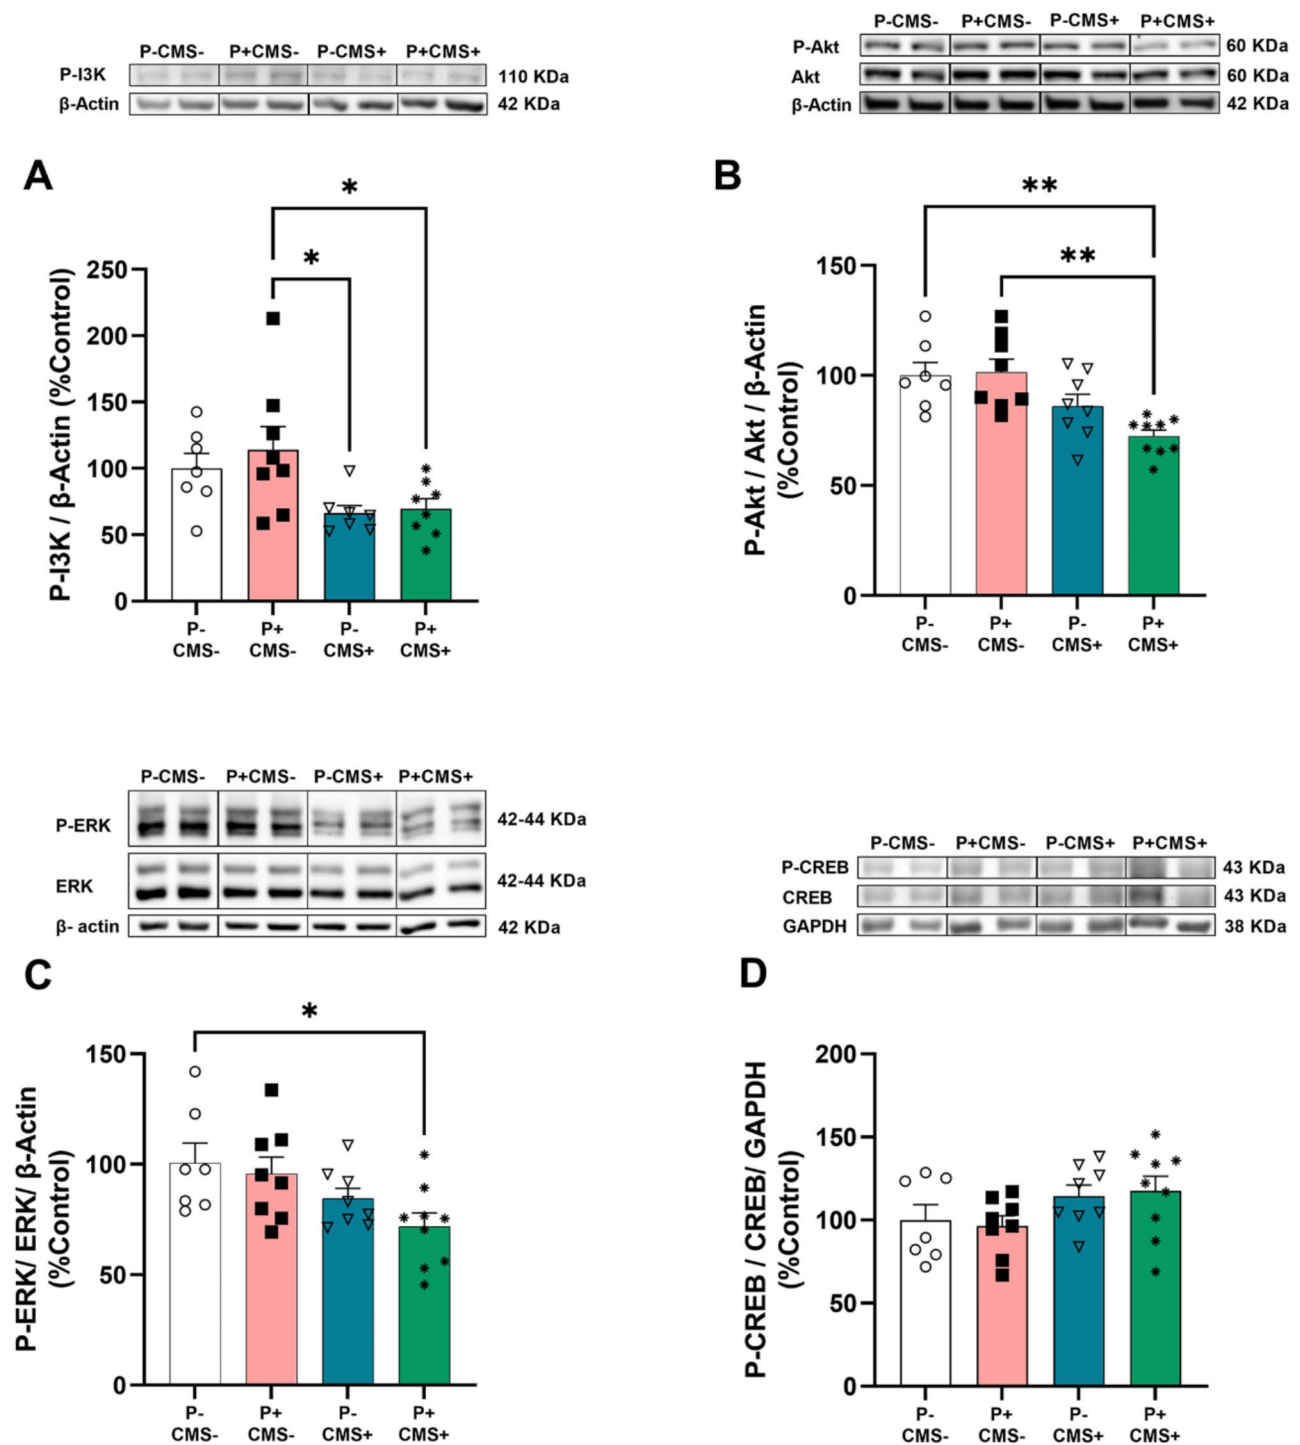 P-CMS- P+CMS- P-CMS+ P+CMS+
P-I3K 110 KDa
β-Actin 42 KDa
P-CMS- P+CMS- P-CMS+ P+CMS+
P-Akt 60 KDa
Akt 60 KDa
β-Actin 42 KDa
A
*
*
P-I3K / β-Actin (%Control)
250
200
150
100
50
0
P- P+ P- P+
CMS- CMS- CMS+ CMS+
B
**
**
P-Akt / Akt / β-Actin
(%Control)
150
100
50
0
P- P+ P- P+
CMS- CMS- CMS+ CMS+
P-CMS- P+CMS- P-CMS+ P+CMS+
P-ERK 42-44 KDa
ERK 42-44 KDa
β- actin 42 KDa
P-CMS- P+CMS- P-CMS+ P+CMS+
P-CREB 43 KDa
CREB 43 KDa
GAPDH 38 KDa
C
*
P-ERK/ ERK/ β-Actin
(%Control)
150
100
50
0
P- P+ P- P+
CMS- CMS- CMS+ CMS+
D
P-CREB / CREB/ GAPDH
(%Control)
200
150
100
50
0
P- P+ P- P+
CMS- CMS- CMS+ CMS+